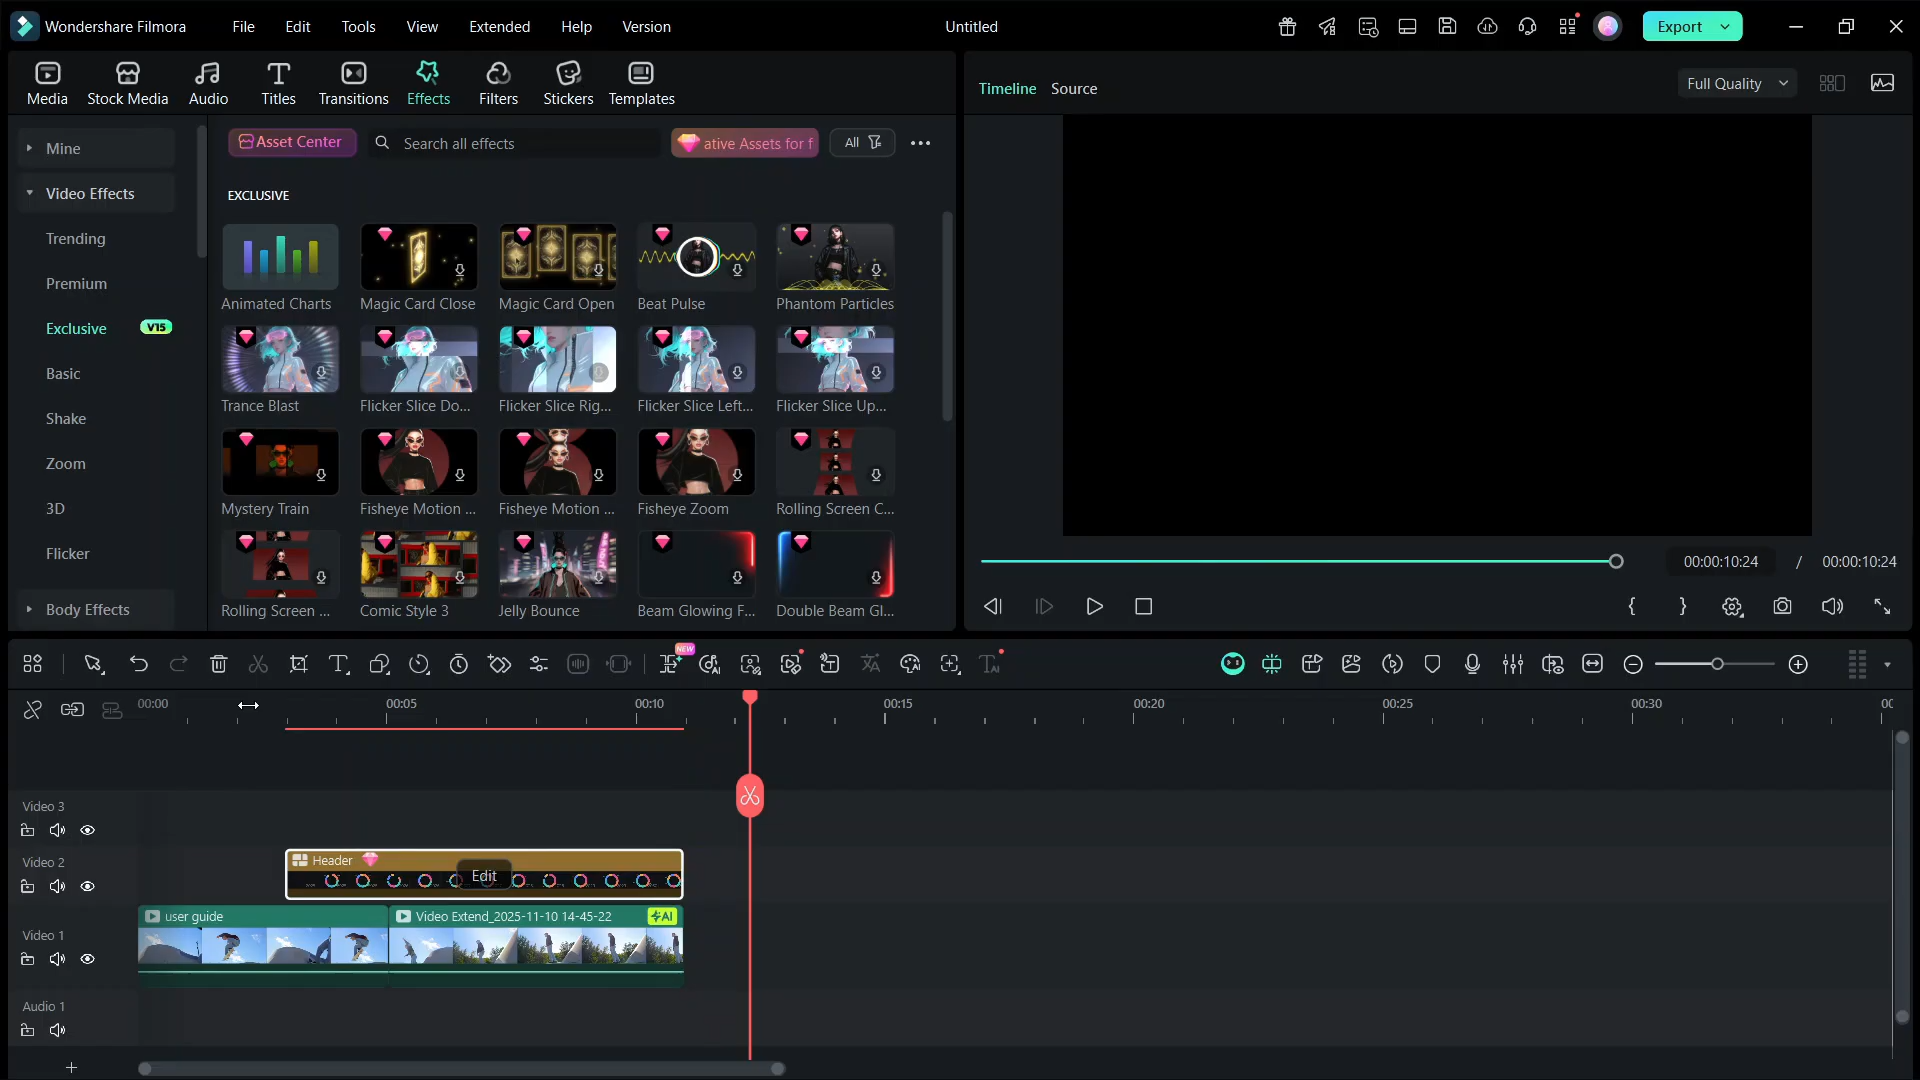 Wondershare Filmora
File
Edit
Tools
View
Extended
Help
Version
Untitled
Export
Media
Stock Media
Audio
Titles
Transitions
Effects
Filters
Stickers
Templates
Timeline
Source
Full Quality
Asset Center
Search all effects
ative Assets for f
All
Mine
Video Effects
Trending
Premium
Exclusive
V15
Basic
Shake
Zoom
3D
Flicker
Body Effects
EXCLUSIVE
Animated Charts
Magic Card Close
Magic Card Open
Beat Pulse
Phantom Particles
Trance Blast
Flicker Slice Do...
Flicker Slice Rig...
Flicker Slice Left...
Flicker Slice Up...
Mystery Train
Fisheye Motion ...
Fisheye Motion ...
Fisheye Zoom
Rolling Screen C...
Rolling Screen ...
Comic Style 3
Jelly Bounce
Beam Glowing F...
Double Beam Gl...
00:00:10:24 / 00:00:10:24
NEW
00:00
00:05
00:10
00:15
00:20
00:25
00:30
Video 3
Video 2
Header
Edit
Video 1
user guide
Video Extend_2025-11-10 14-45-22
AI
Audio 1